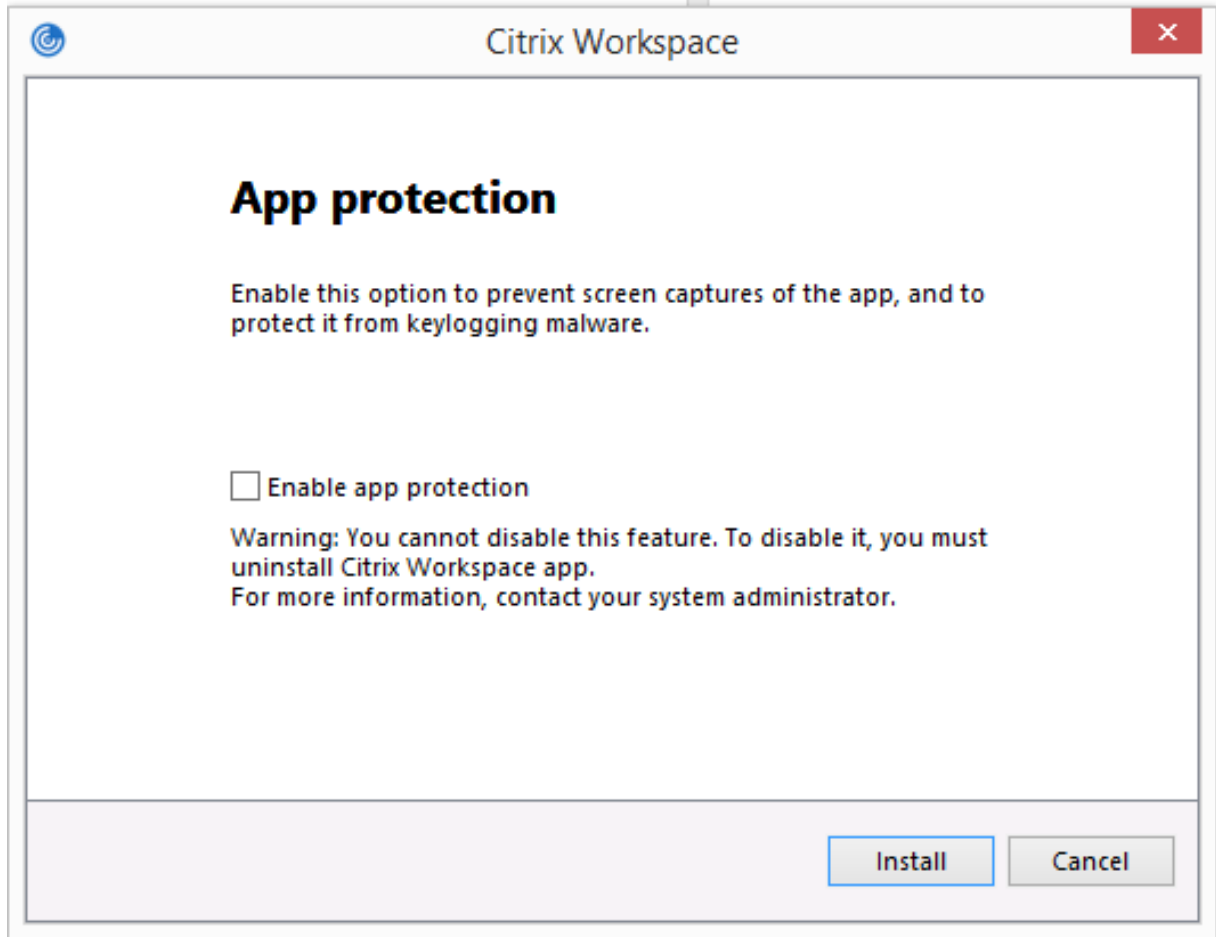 Citrix Workspace
App protection
Enable this option to prevent screen captures of the app, and to
protect it from keylogging malware.
Enable app protection
Warning: You cannot disable this feature. To disable it, you must
uninstall Citrix Workspace app.
For more information, contact your system administrator.
Install
Cancel